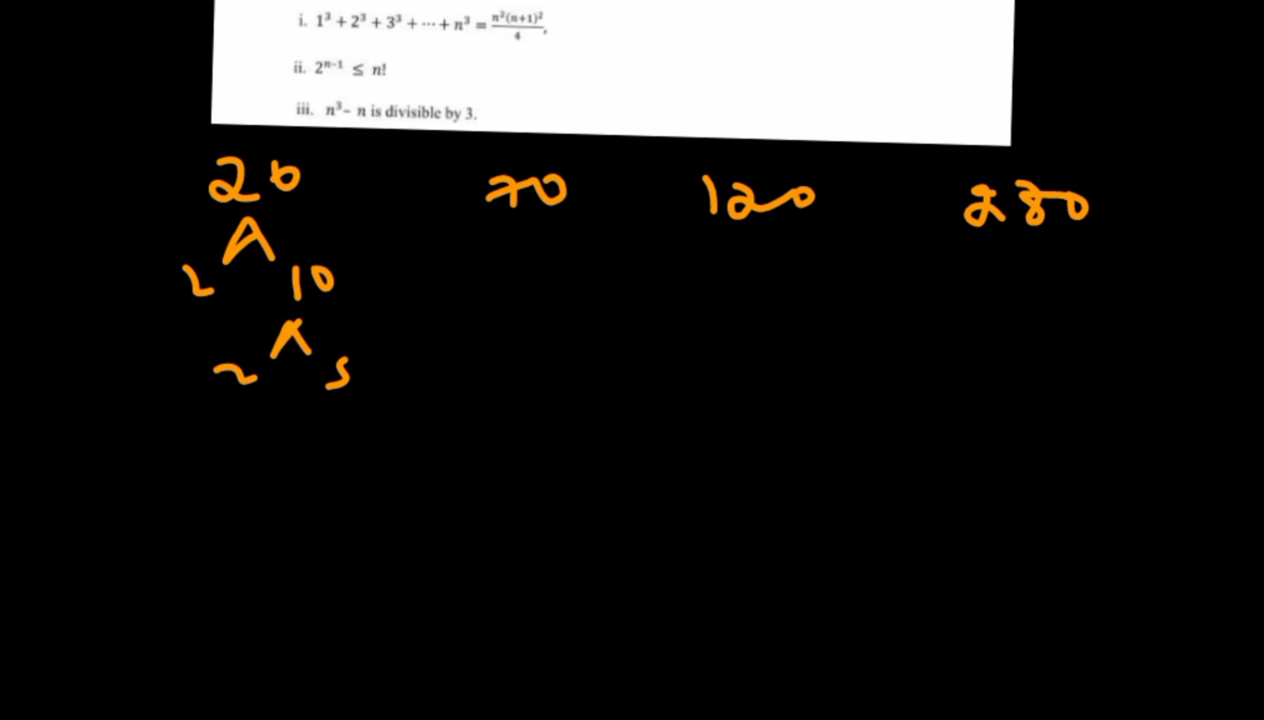 i. 1³ + 2³ + 3³ + ⋯ + n³ = n²(n+1)²/4,
ii. 2ⁿ⁻¹ ≤ n!
iii. n³– n is divisible by 3.
20 70 120 280
2 10
2 5